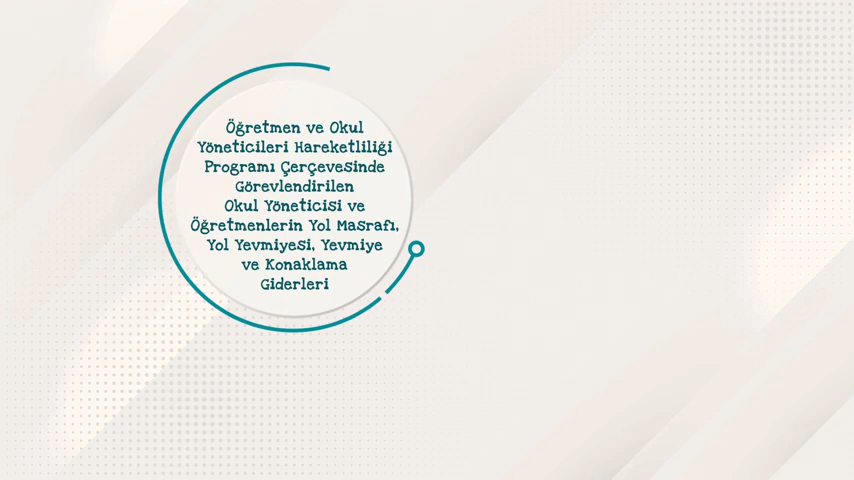 Öğretmen ve Okul
Yöneticileri Hareketliliği
Programı Çerçevesinde
Görevlendirilen
Okul Yöneticisi ve
Öğretmenlerin Yol Masrafı,
Yol Yevmiyesi, Yevmiye
ve Konaklama
Giderleri